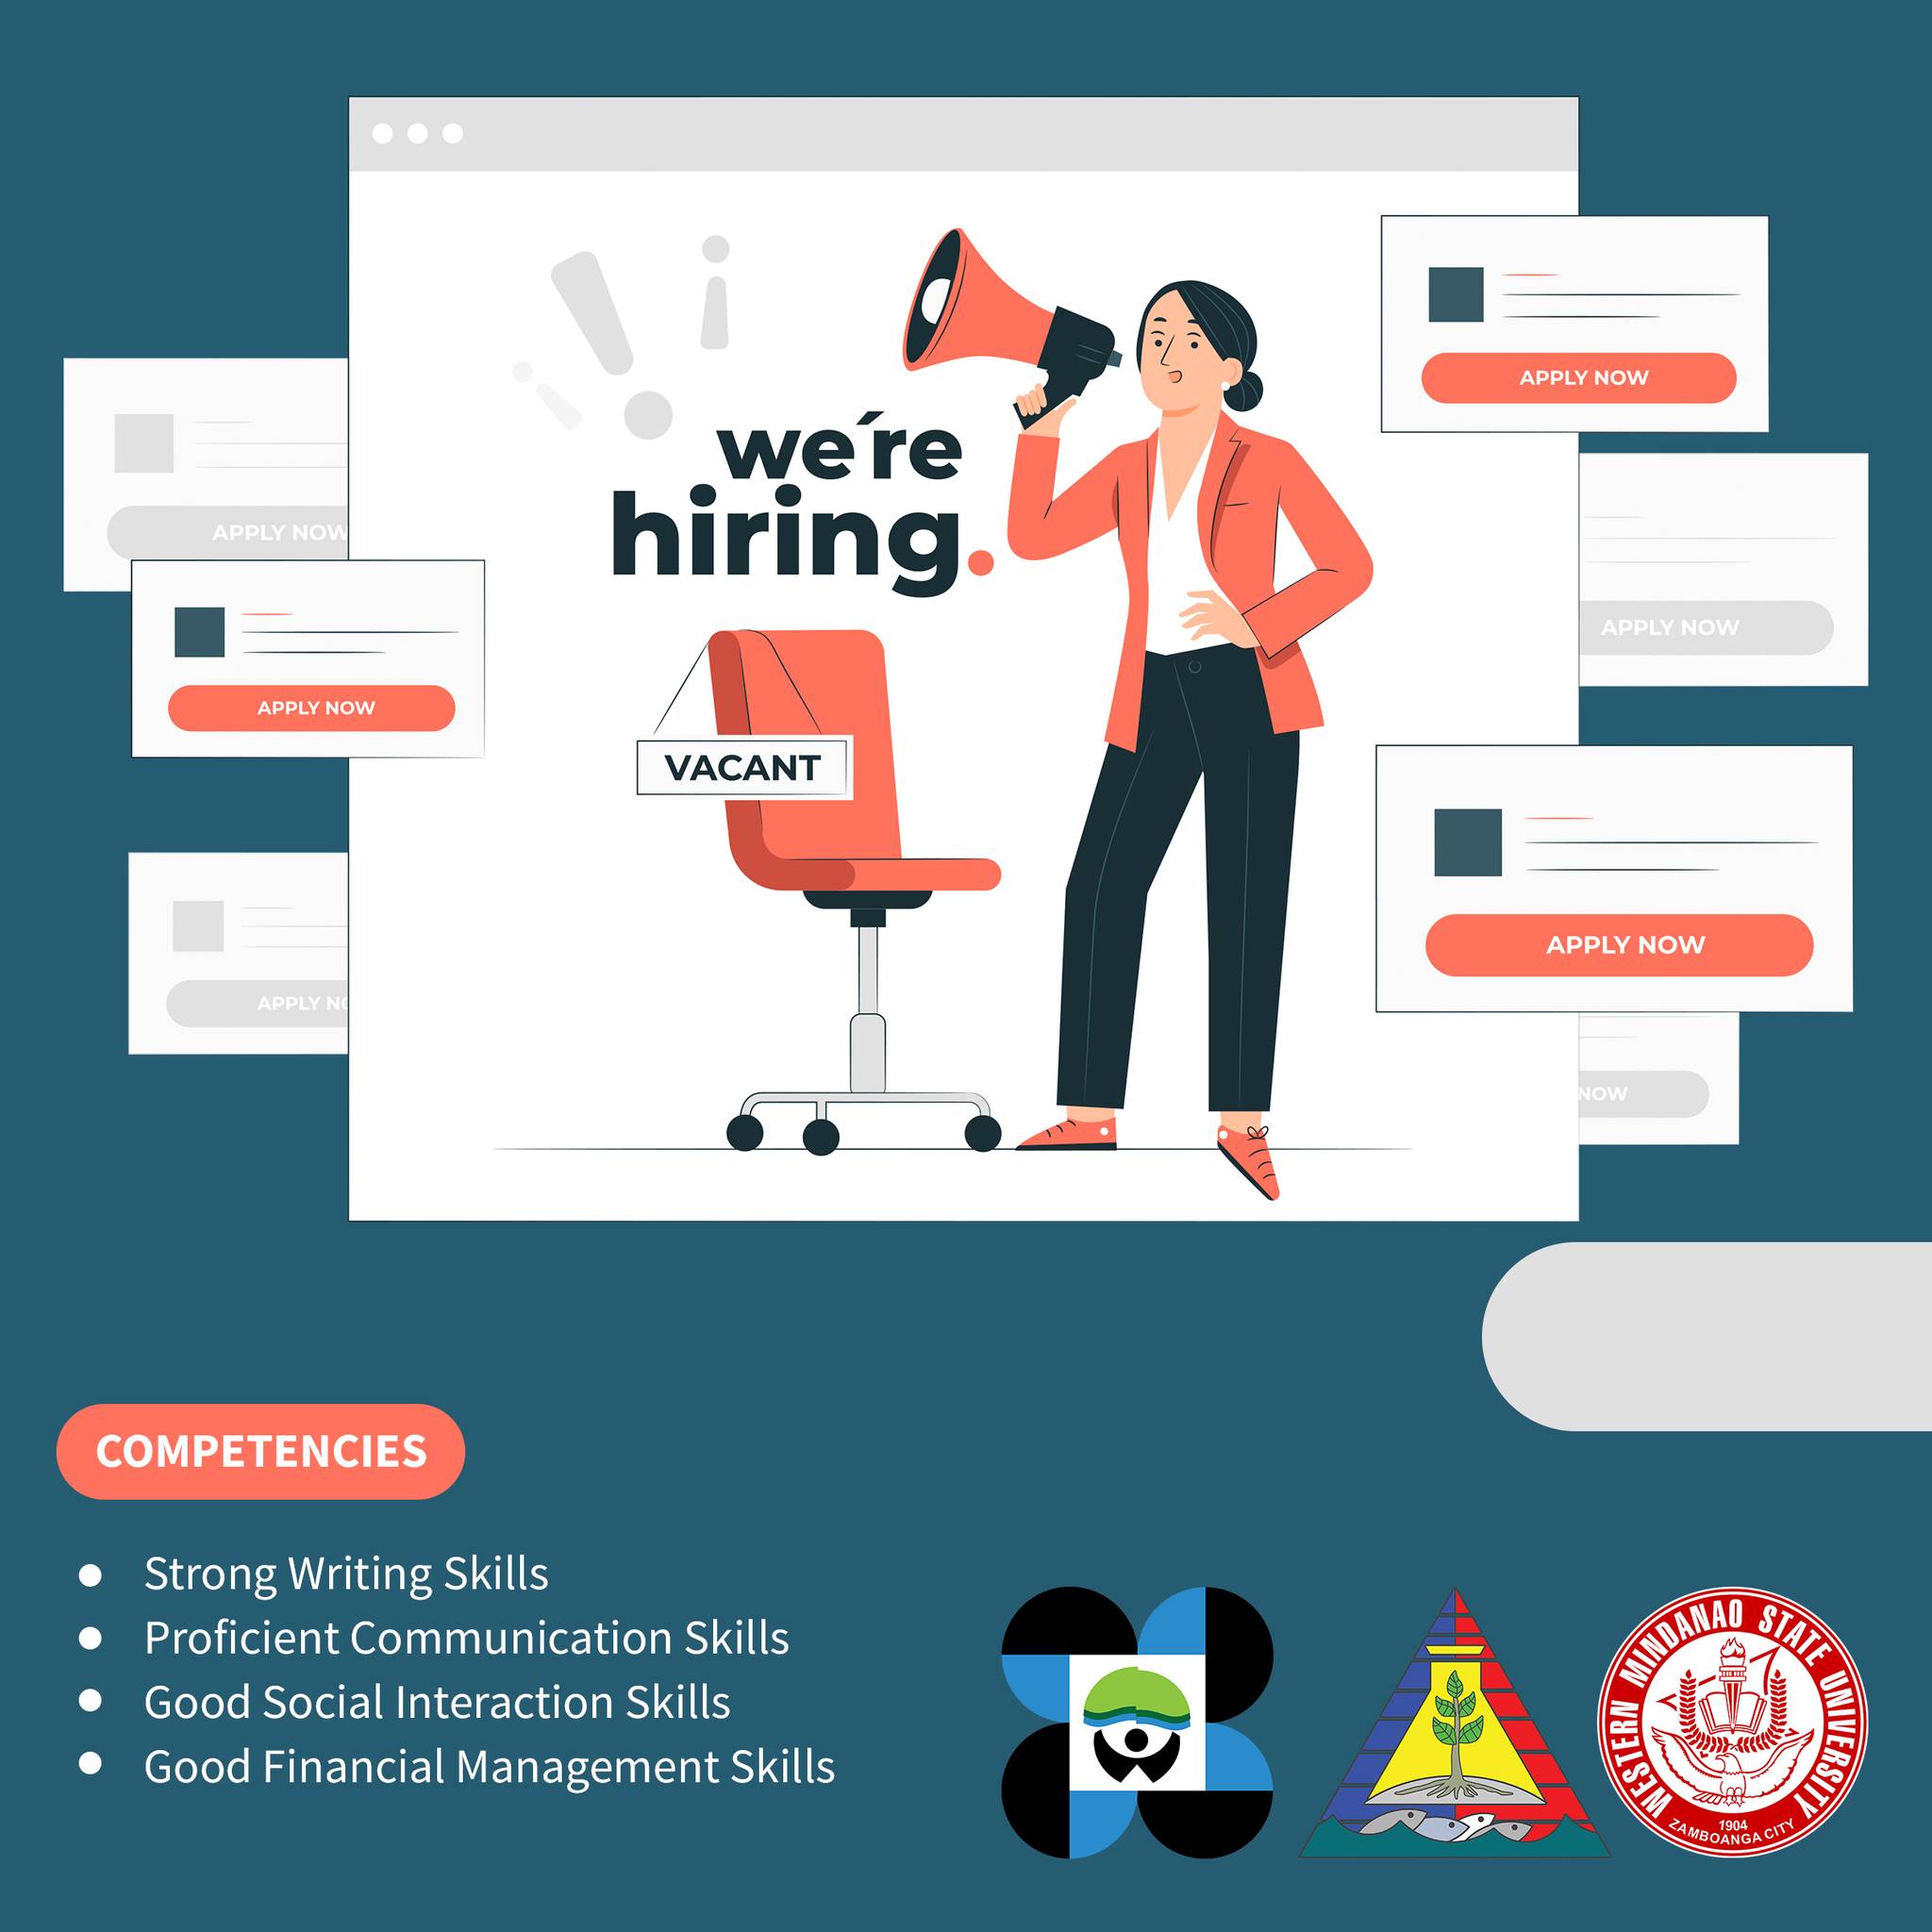 we're
hiring.
VACANT
APPLY NOW
APPLY NOW
APPLY NOW
APPLY NOW
APPLY NOW
APPLY NO
NOW
COMPETENCIES
Strong Writing Skills
Proficient Communication Skills
Good Social Interaction Skills
Good Financial Management Skills
WESTERN MINDANAO STATE UNIVERSITY
1904
ZAMBOANGA CITY